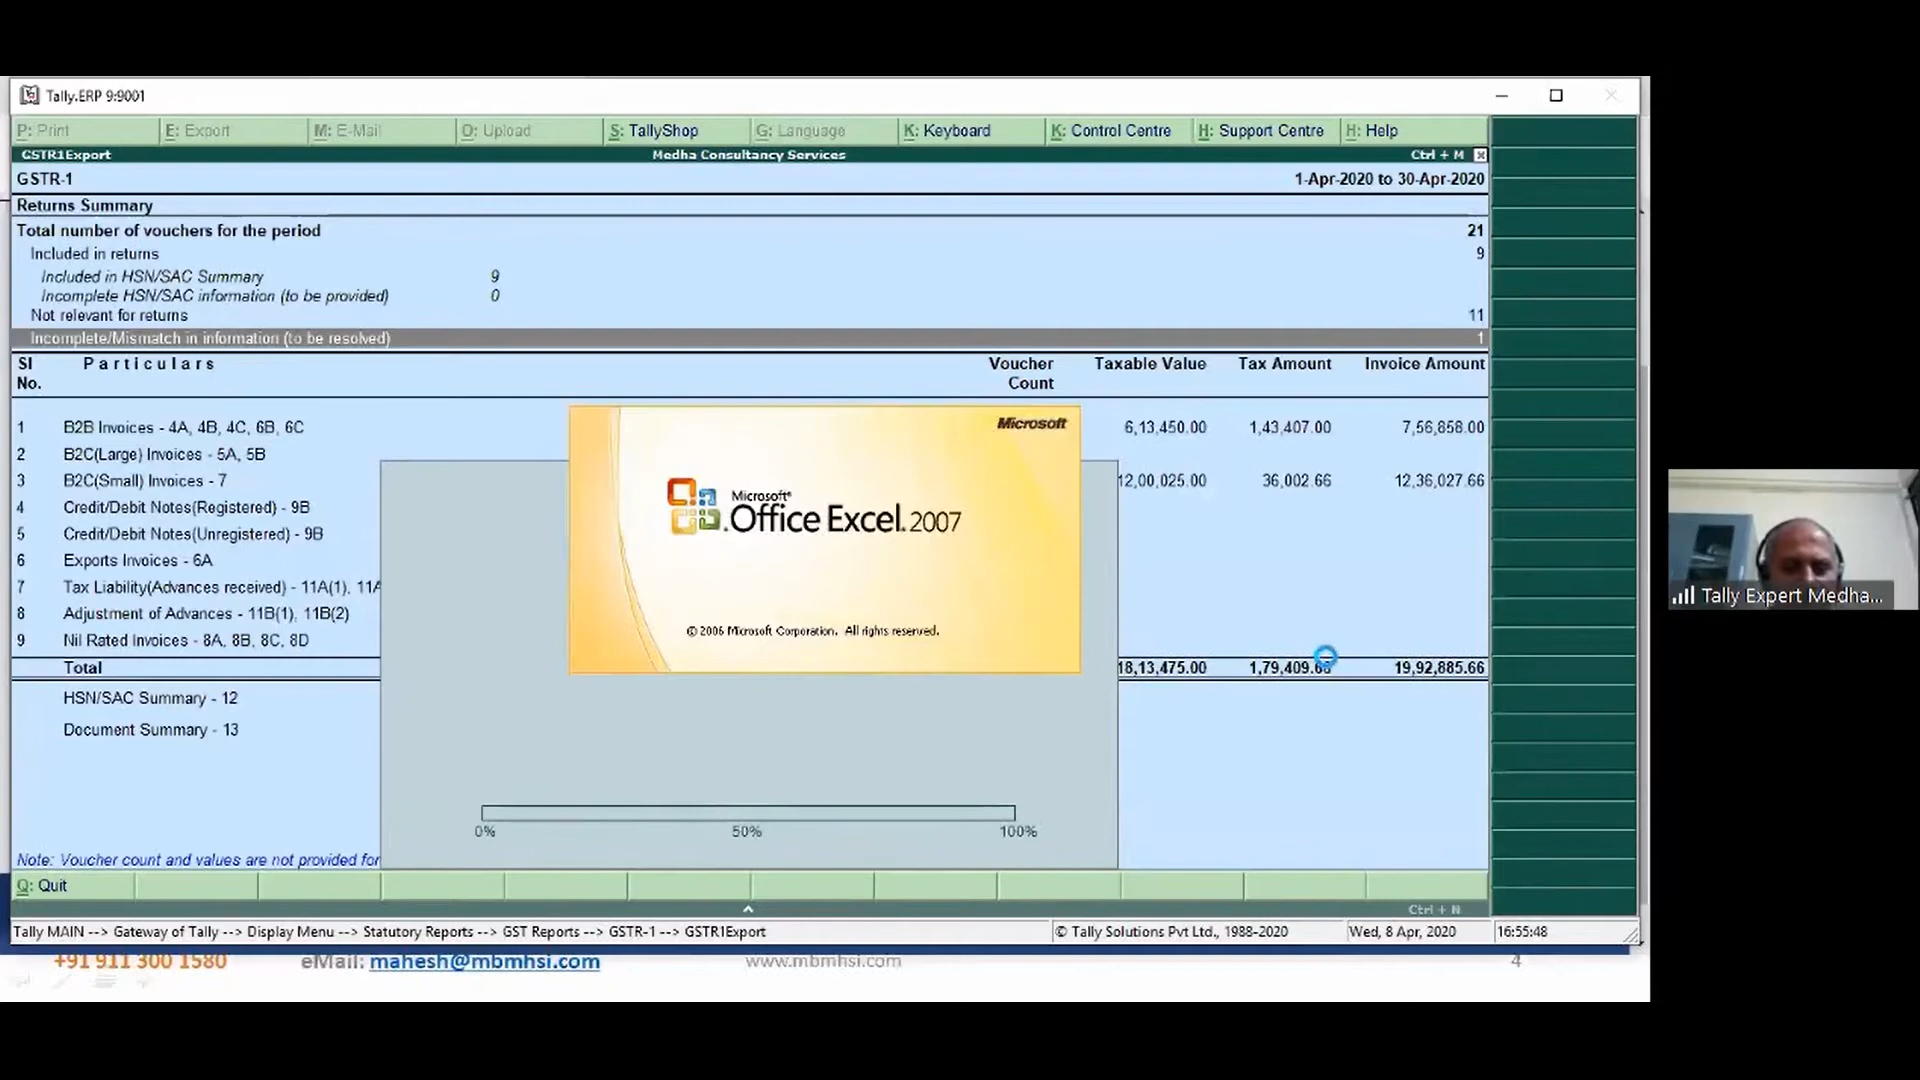 Tally.ERP 9:9001
P: Print E: Export M: E-Mail O: Upload S: TallyShop G: Language K: Keyboard K: Control Centre H: Support Centre H: Help
GSTR1Export Medha Consultancy Services Ctrl + M
GSTR-1 1-Apr-2020 to 30-Apr-2020
Returns Summary
Total number of vouchers for the period 21
Included in returns 9
Included in HSN/SAC Summary 9
Incomplete HSN/SAC information (to be provided) 0
Not relevant for returns 11
Incomplete/Mismatch in information (to be resolved) 1
Sl Particulars Voucher Taxable Value Tax Amount Invoice Amount
No. Count
1 B2B Invoices - 4A, 4B, 4C, 6B, 6C 6,13,450.00 1,43,407.00 7,56,858.00
2 B2C(Large) Invoices - 5A, 5B
3 B2C(Small) Invoices - 7 12,00,025.00 36,002.66 12,36,027.66
4 Credit/Debit Notes(Registered) - 9B
5 Credit/Debit Notes(Unregistered) - 9B
6 Exports Invoices - 6A
7 Tax Liability(Advances received) - 11A(1), 11A
8 Adjustment of Advances - 11B(1), 11B(2)
9 Nil Rated Invoices - 8A, 8B, 8C, 8D
Total 18,13,475.00 1,79,409.66 19,92,885.66
HSN/SAC Summary - 12
Document Summary - 13
Microsoft
Microsoft®
Office Excel 2007
© 2006 Microsoft Corporation. All rights reserved.
0% 50% 100%
Note: Voucher count and values are not provided for
Q: Quit
Ctrl + N
Tally MAIN --> Gateway of Tally --> Display Menu --> Statutory Reports --> GST Reports --> GSTR-1 --> GSTR1Export © Tally Solutions Pvt Ltd., 1988-2020 Wed, 8 Apr, 2020 16:55:48
+91 911 300 1580 eMail: mahesh@mbmhsi.com www.mbmhsi.com 4
Tally Expert Medha...